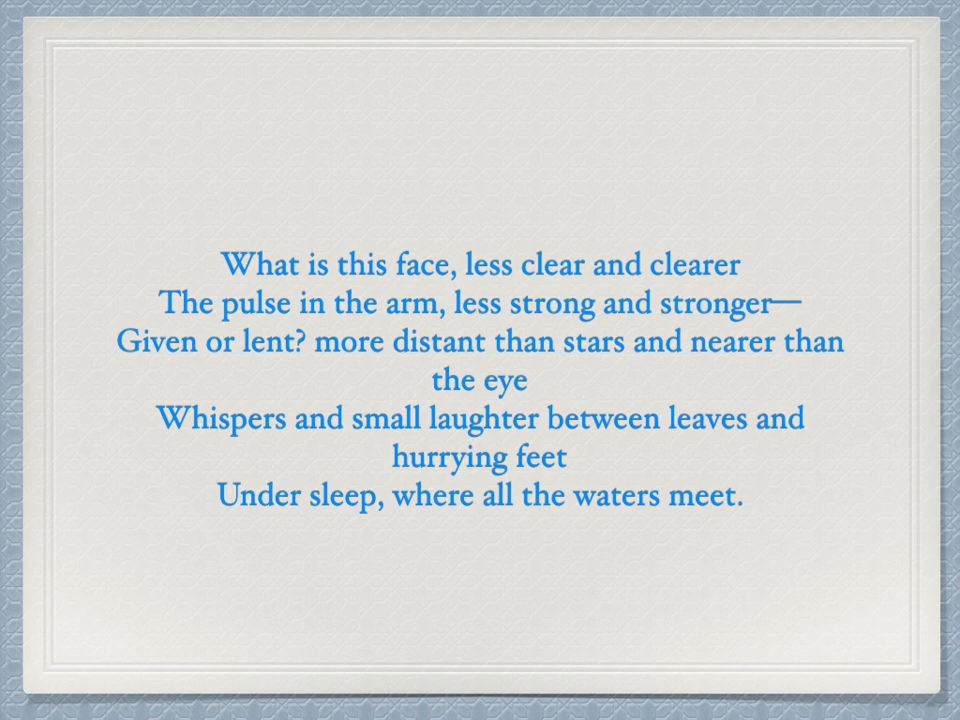 What is this face, less clear and clearer
The pulse in the arm, less strong and stronger—
Given or lent? more distant than stars and nearer than
the eye
Whispers and small laughter between leaves and
hurrying feet
Under sleep, where all the waters meet.